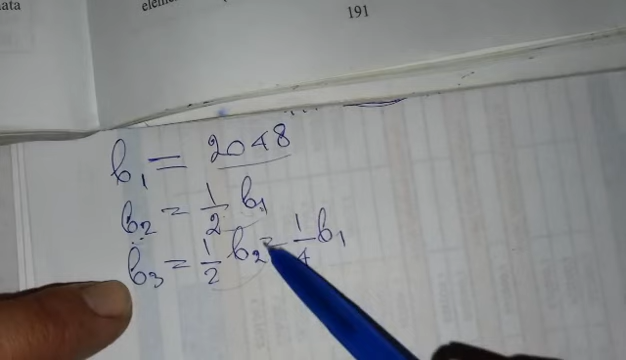 191
b₁ = 2048
b₂ = 1/2 b₁
b₃ = 1/2 b₂ = 1/4 b₁